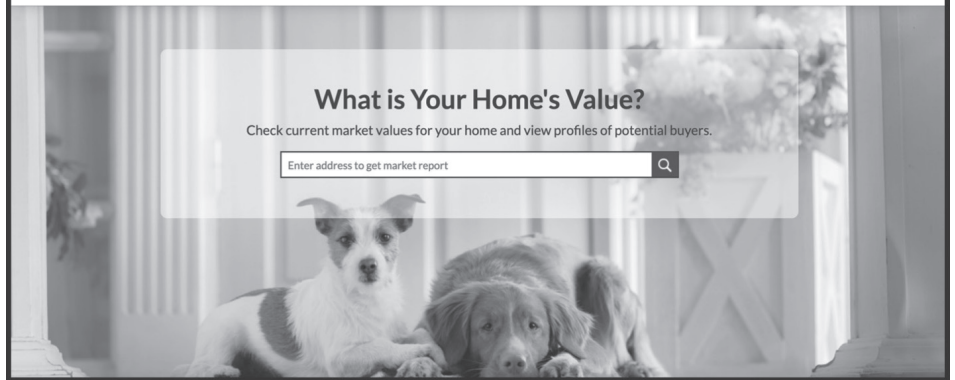 What is Your Home's Value?
Check current market values for your home and view profiles of potential buyers.
Enter address to get market report